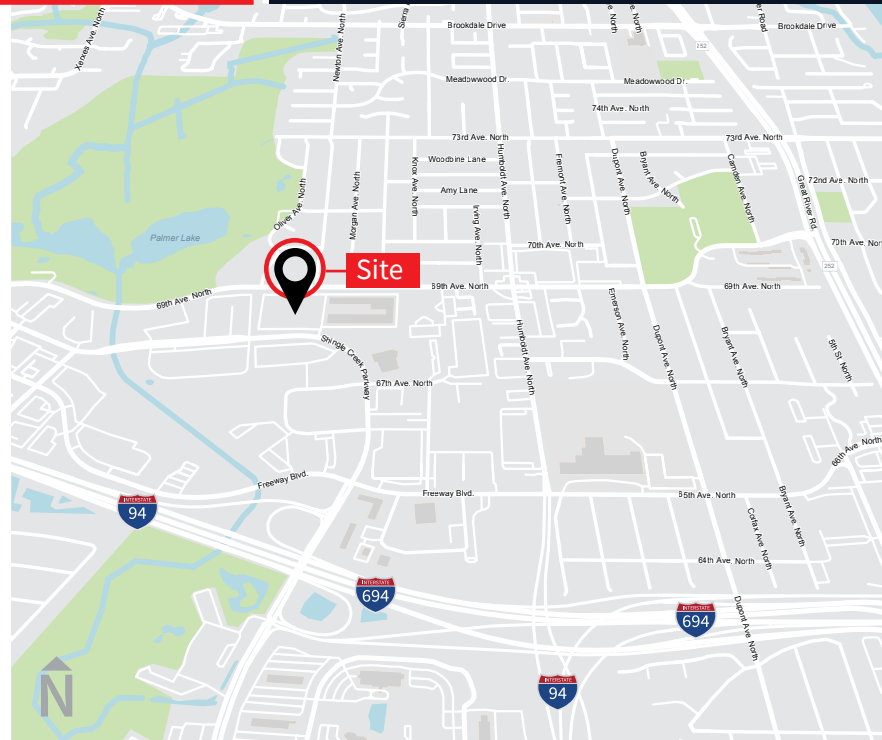 Xerxes Ave. North
Newton Ave. North
Brookdale Drive
Brookdale Drive
252
Meadowwood Dr.
Meadowwood Dr.
74th Ave. North
73rd Ave. North
73rd Ave. North
Woodbine Lane
Knox Ave. North
Amy Lane
Humboldt Ave. North
Fremont Ave. North
Dupont Ave. North
Bryant Ave. North
Camden Ave. North
Great River Rd.
72nd Ave. North
Oliver Ave. North
Morgan Ave. North
Irving Ave. North
Palmer Lake
70th Ave. North
70th Ave. Nor
252
Site
69th Ave. North
69th Ave. North
69th Ave. North
Emerson Ave. North
Humboldt Ave. North
Dupont Ave. North
Bryant Ave. North
5th St. North
Shingle Creek Parkway
67th Ave. North
66th Ave. North
Freeway Blvd.
Freeway Blvd.
65th Ave. North
Bryant Ave. North
Colfax Ave. North
INTERSTATE
94
64th Ave. North
INTERSTATE
694
INTERSTATE
694
Dupont Ave. North
INTERSTATE
94
N